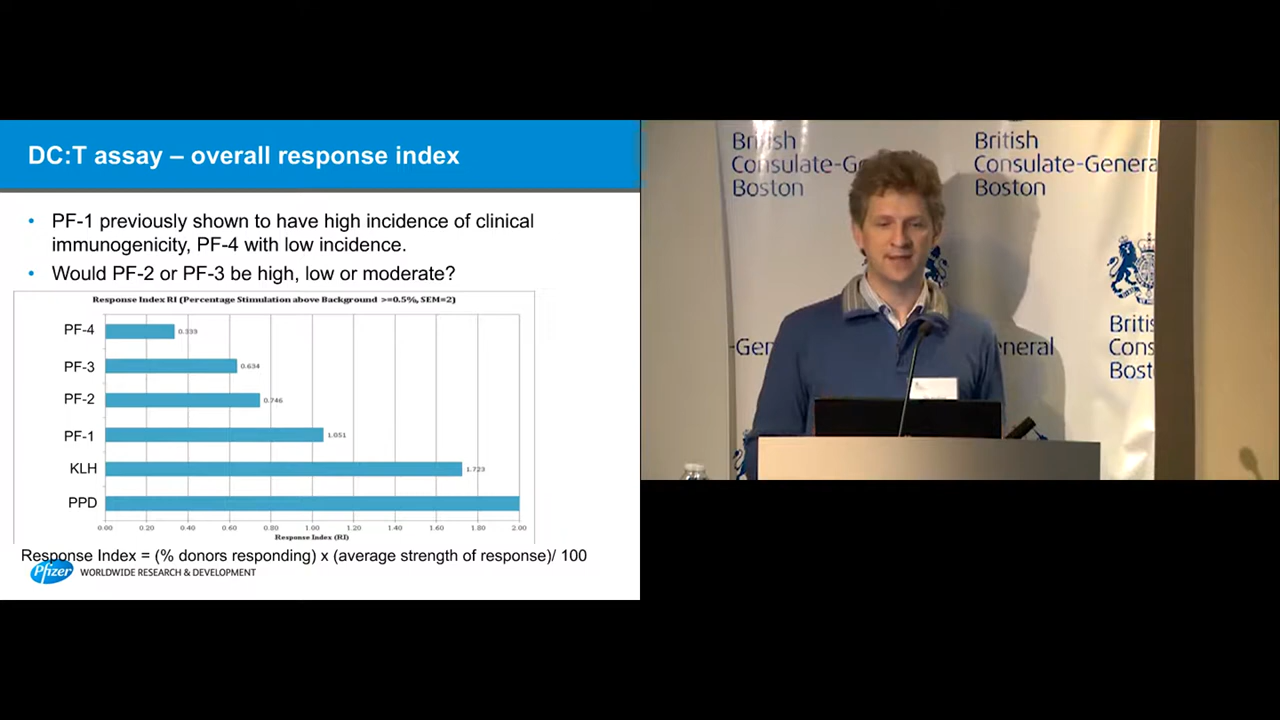 DC:T assay – overall response index
• PF-1 previously shown to have high incidence of clinical
immunogenicity, PF-4 with low incidence.
• Would PF-2 or PF-3 be high, low or moderate?
Response Index RI (Percentage Stimulation above Background >=0.5%, SEM=2)
PF-4
0.333
PF-3
0.634
PF-2
0.746
PF-1
1.051
KLH
1.723
PPD
0.00 0.20 0.40 0.60 0.80 1.00 1.20 1.40 1.60 1.80 2.00
Response Index (RI)
Response Index = (% donors responding) x (average strength of response)/ 100
Pfizer WORLDWIDE RESEARCH & DEVELOPMENT
British
Consulate-Ge
Boston
British
Consulate-General
Boston
-Gen
neral
Britis
Cons
Bost